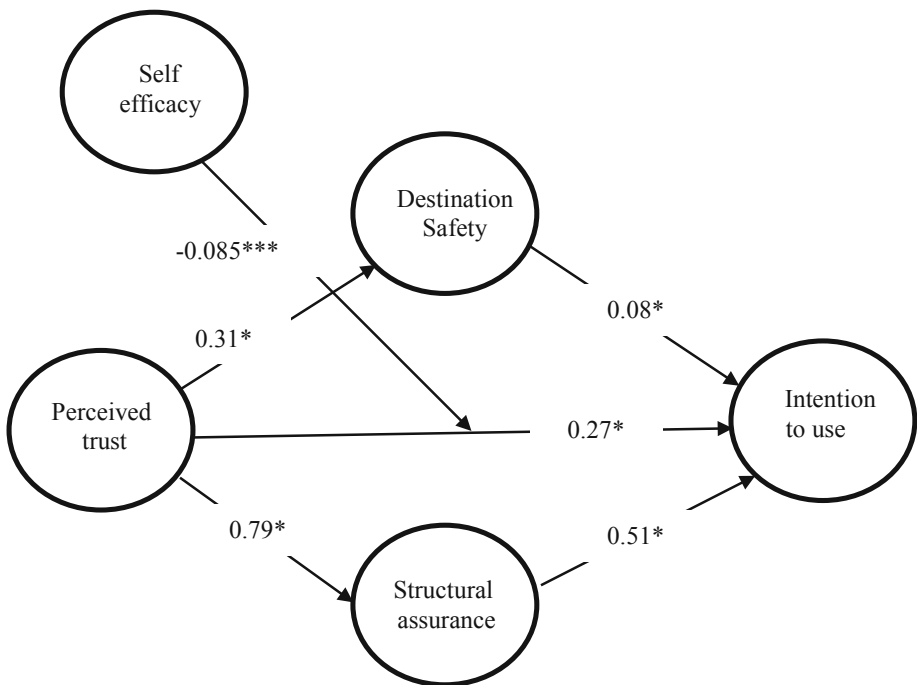 Self
efficacy
Destination
Safety
-0.085***
0.08*
0.31*
Perceived
trust
Intention
to use
0.27*
0.79*
0.51*
Structural
assurance